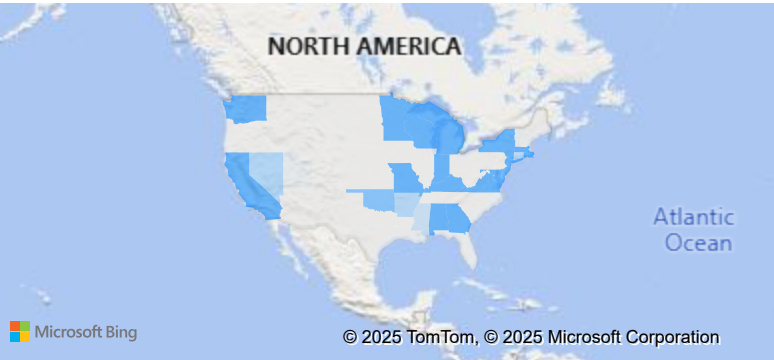 NORTH AMERICA
Atlantic
Ocean
Microsoft Bing
© 2025 TomTom, © 2025 Microsoft Corporation